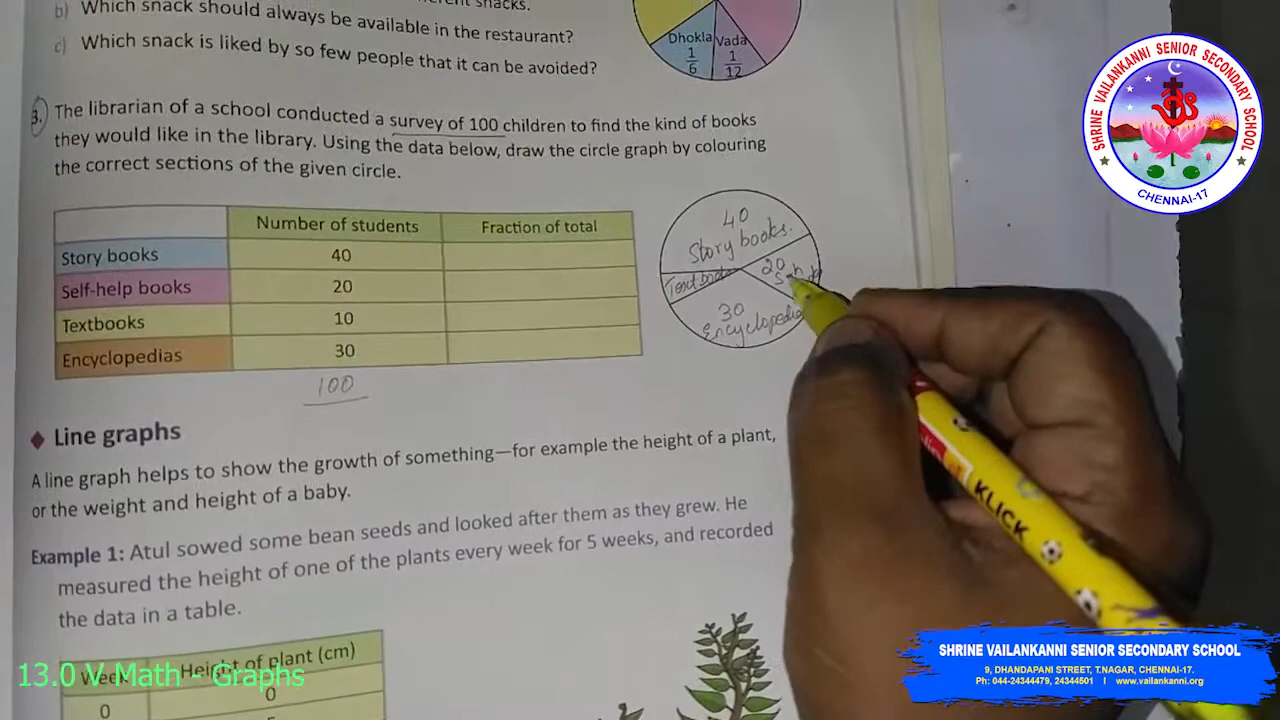 b) Which snack should always be available in the restaurant?
c) Which snack is liked by so few people that it can be avoided?
Dhokla
1
6
Vada
1
12
3. The librarian of a school conducted a survey of 100 children to find the kind of books
they would like in the library. Using the data below, draw the circle graph by colouring
the correct sections of the given circle.
Number of students Fraction of total
Story books 40
Self-help books 20
Textbooks 10
Encyclopedias 30
100
40
Story books.
20
Text books
30
Encyclopedia
Line graphs
A line graph helps to show the growth of something—for example the height of a plant,
or the weight and height of a baby.
Example 1: Atul sowed some bean seeds and looked after them as they grew. He
measured the height of one of the plants every week for 5 weeks, and recorded
the data in a table.
Week Height of plant (cm)
0 0
KLICK
13.0 V Math - Graphs
SHRINE VAILANKANNI SENIOR SECONDARY SCHOOL
CHENNAI-17
SHRINE VAILANKANNI SENIOR SECONDARY SCHOOL
9, DHANDAPANI STREET, T.NAGAR, CHENNAI-17.
Ph: 044-24344479, 24344501 I www.vailankanni.org